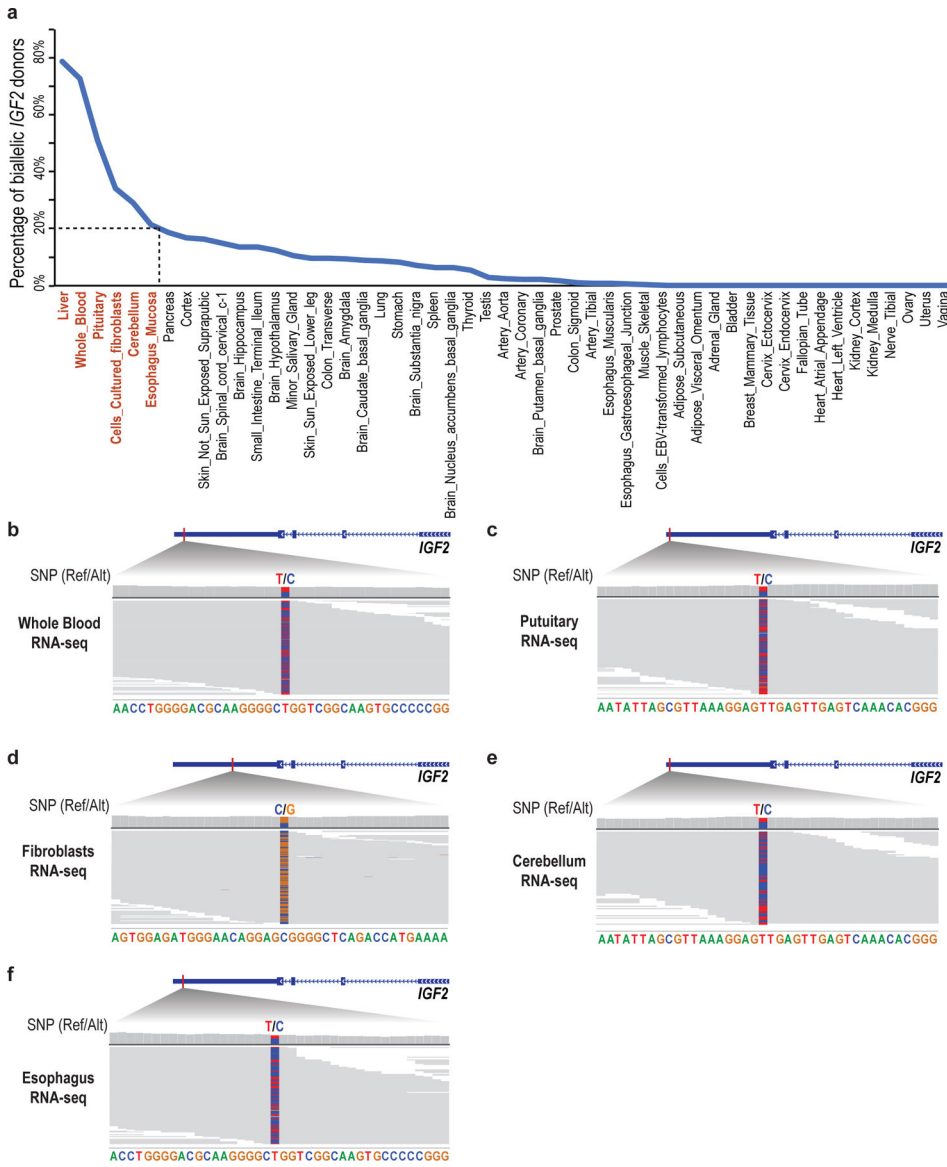 a
Percentage of biallelic IGF2 donors
80%
60%
40%
20%
0%
Liver
Whole_Blood
Pituitary
Cells_Cultured_fibroblasts
Cerebellum
Esophagus_Mucosa
Pancreas
Cortex
Skin_Not_Sun_Exposed_Suprapubic
Brain_Spinal_cord_cervical_c-1
Brain_Hippocampus
Small_Intestine_Terminal_Ileum
Brain_Hypothalamus
Minor_Salivary_Gland
Skin_Sun_Exposed_Lower_leg
Colon_Transverse
Brain_Amygdala
Brain_Caudate_basal_ganglia
Lung
Stomach
Brain_Substantia_nigra
Spleen
Brain_Nucleus_accumbens_basal_ganglia
Thyroid
Testis
Artery_Aorta
Artery_Coronary
Brain_Putamen_basal_ganglia
Prostate
Colon_Sigmoid
Artery_Tibial
Esophagus_Muscularis
Esophagus_Gastroesophageal_Junction
Muscle_Skeletal
Cells_EBV-transformed_lymphocytes
Adipose_Subcutaneous
Adipose_Visceral_Omentum
Adrenal_Gland
Bladder
Breast_Mammary_Tissue
Cervix_Ectocervix
Cervix_Endocervix
Fallopian_Tube
Heart_Atrial_Appendage
Heart_Left_Ventricle
Kidney_Cortex
Kidney_Medulla
Nerve_Tibial
Ovary
Uterus
Vagina
b
IGF2
SNP (Ref/Alt)
T/C
Whole Blood
RNA-seq
AACCTGGGGACGCAAGGGGCTGGTCGGCAAGTGCCCCCGG
c
IGF2
SNP (Ref/Alt)
T/C
Putuitary
RNA-seq
AATATTAGCGTTAAAGGAGTTGAGTTGAGTCAAACACGGG
d
IGF2
SNP (Ref/Alt)
C/G
Fibroblasts
RNA-seq
AGTGGAGATGGGAACAGGAGCGGGGCTCAGACCATGAAAA
e
IGF2
SNP (Ref/Alt)
T/C
Cerebellum
RNA-seq
AATATTAGCGTTAAAGGAGTTGAGTTGAGTCAAACACGGG
f
IGF2
SNP (Ref/Alt)
T/C
Esophagus
RNA-seq
ACCTGGGGACGCAAGGGGCTGGTCGGCAAGTGCCCCCGGG